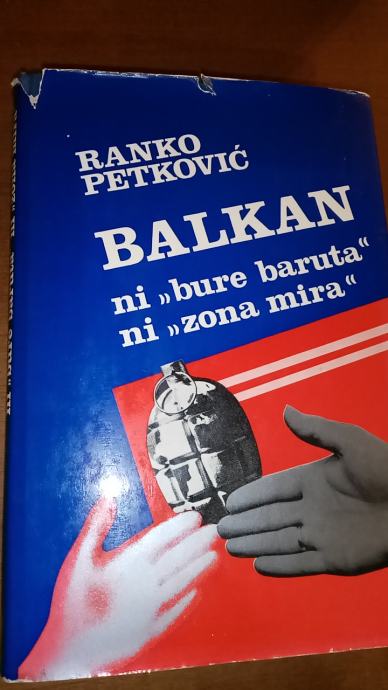 RANKO
PETKOVIĆ
BALKAN
ni »bure baruta“
ni »zona mira“